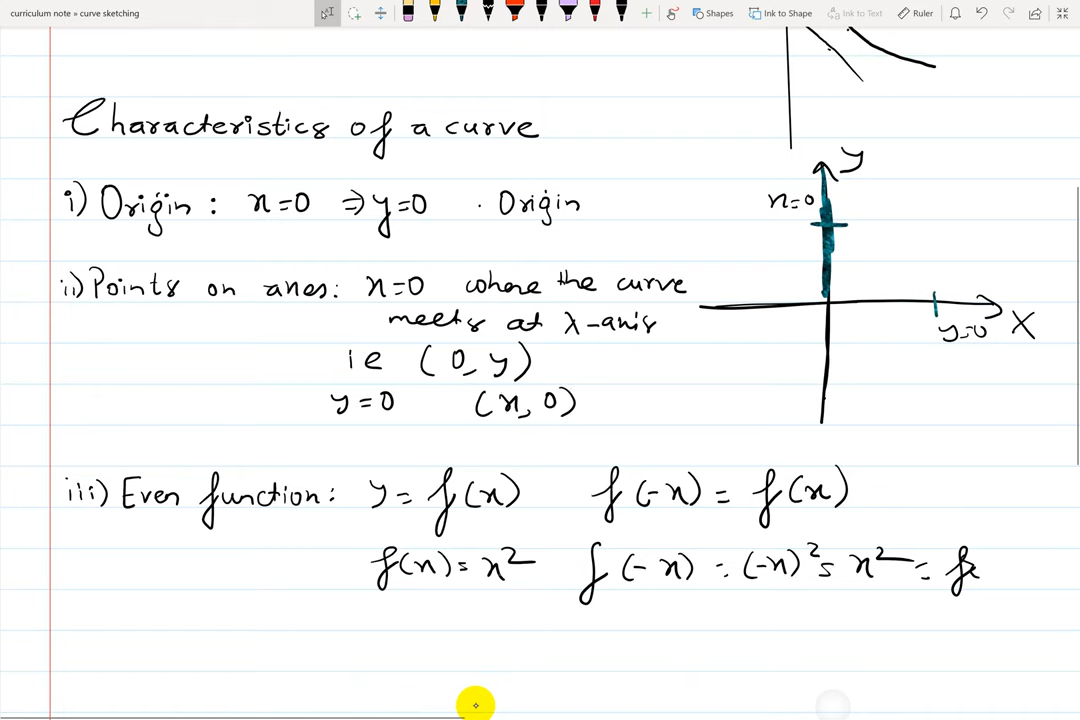 curriculum note » curve sketching
Shapes Ink to Shape Ink to Text Ruler
Characteristics of a curve
i) Origin : x=0 ⇒ y=0 . Origin
ii) Points on axes: x=0 where the curve
meets at X-axis
ie (0, y)
y=0 (x, 0)
Y
x=0
y=0 X
iii) Even function: y = f(x) f(-x) = f(x)
f(x) = x² f(-x) = (-x)² = x² = f